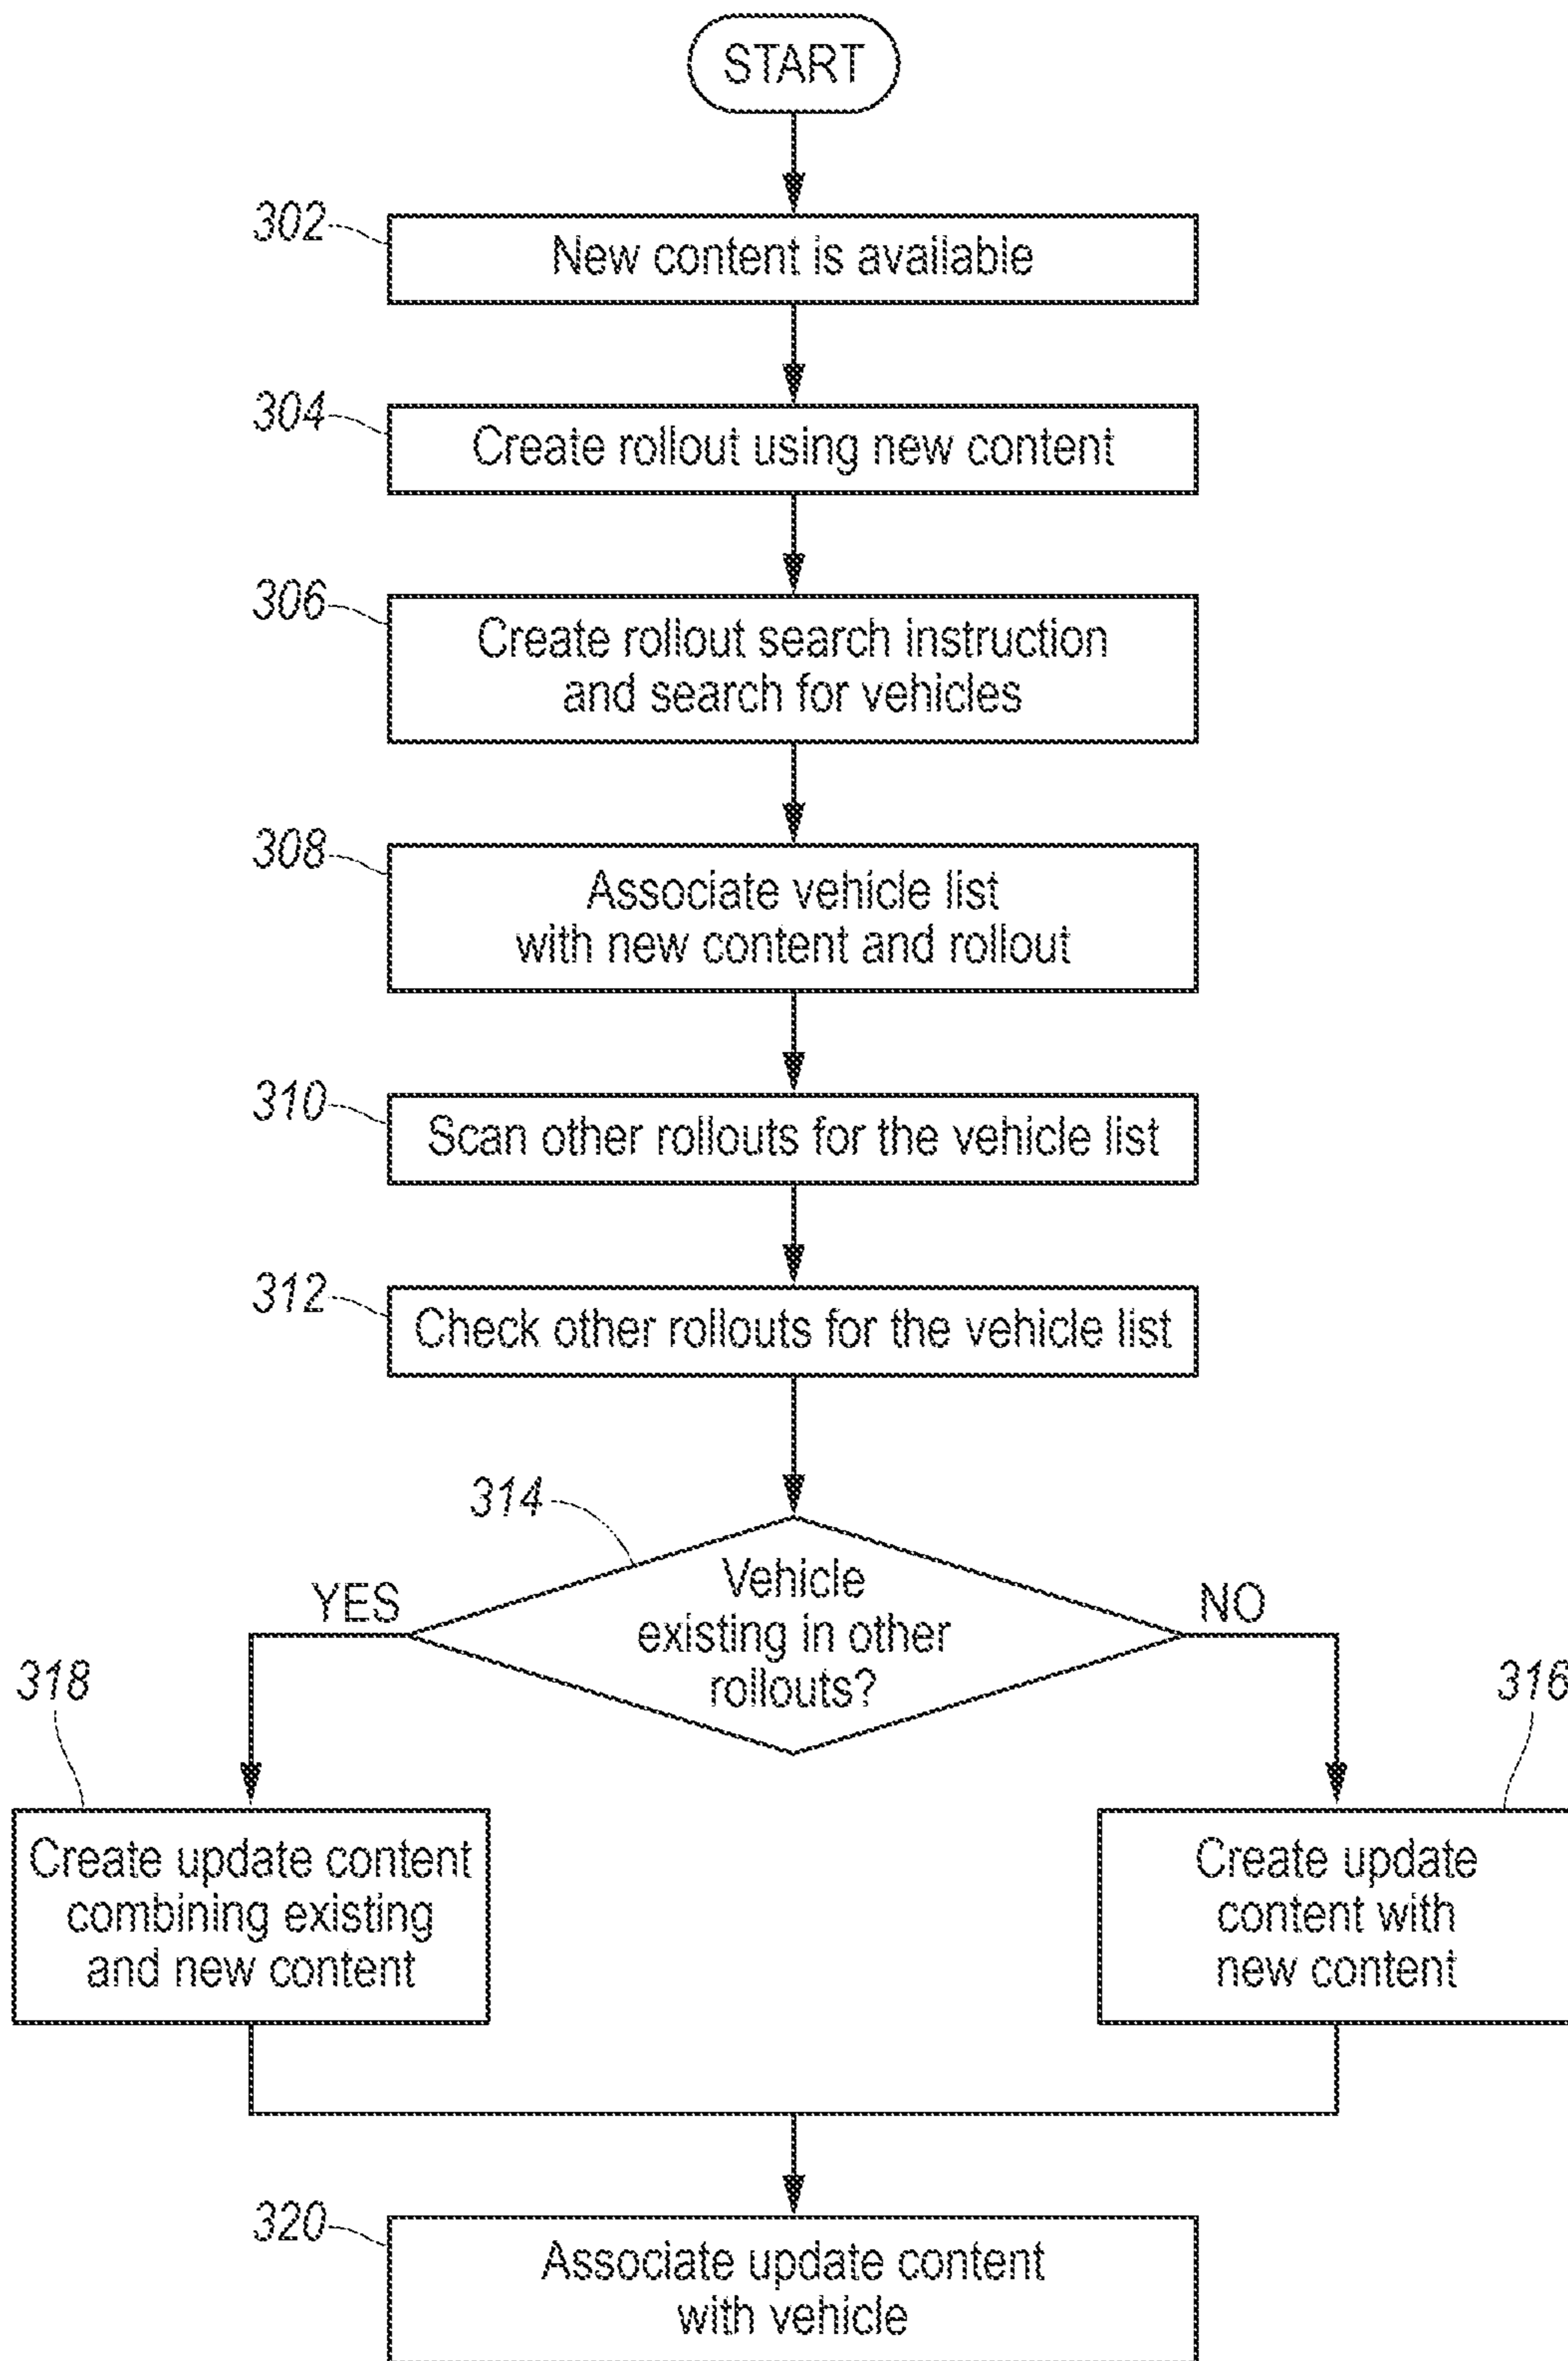 START
302
New content is available
304
Create rollout using new content
306
Create rollout search instruction
and search for vehicles
308
Associate vehicle list
with new content and rollout
310
Scan other rollouts for the vehicle list
312
Check other rollouts for the vehicle list
314
Vehicle
existing in other
rollouts?
YES
NO
318
Create update content
combining existing
and new content
316
Create update
content with
new content
320
Associate update content
with vehicle